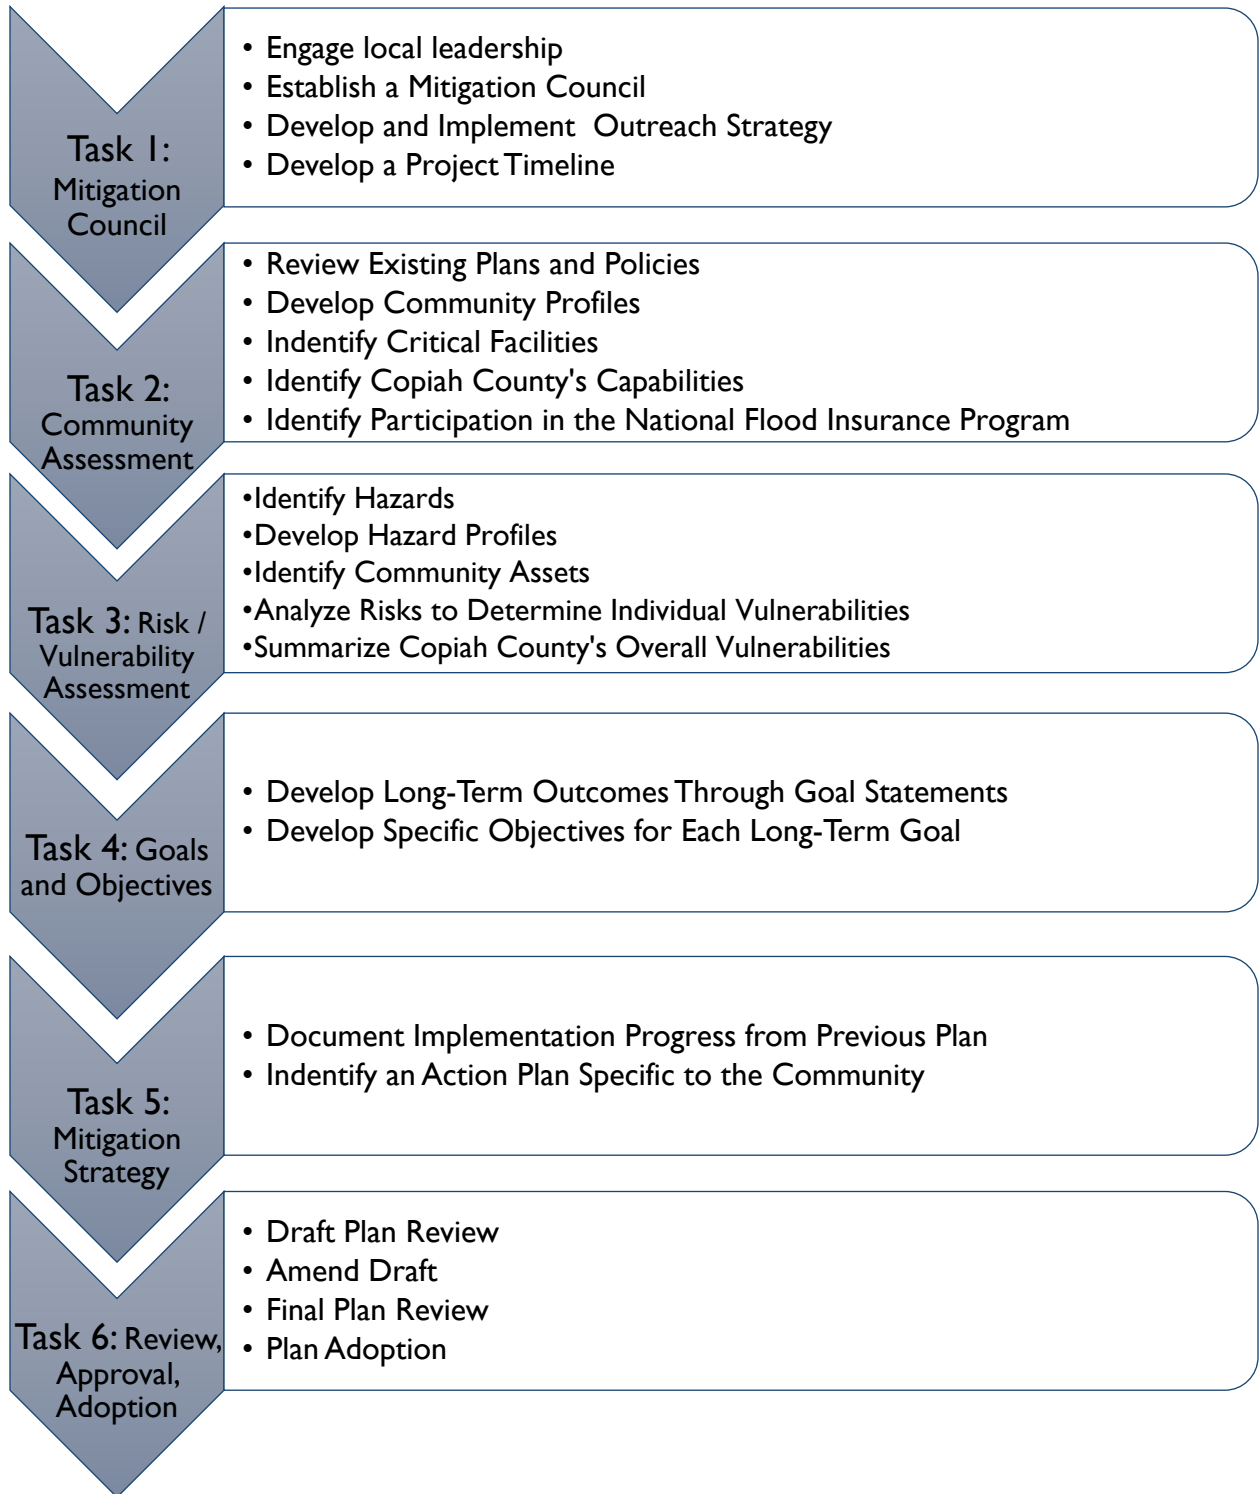 Task 1:
Mitigation
Council
• Engage local leadership
• Establish a Mitigation Council
• Develop and Implement  Outreach Strategy
• Develop a Project Timeline
Task 2:
Community
Assessment
• Review Existing Plans and Policies
• Develop Community Profiles
• Indentify Critical Facilities
• Identify Copiah County's Capabilities
• Identify Participation in the National Flood Insurance Program
Task 3: Risk /
Vulnerability
Assessment
•Identify Hazards
•Develop Hazard Profiles
•Identify Community Assets
•Analyze Risks to Determine Individual Vulnerabilities
•Summarize Copiah County's Overall Vulnerabilities
Task 4: Goals
and Objectives
• Develop Long-Term Outcomes Through Goal Statements
• Develop Specific Objectives for Each Long-Term Goal
Task 5:
Mitigation
Strategy
• Document Implementation Progress from Previous Plan
• Indentify an Action Plan Specific to the Community
Task 6: Review,
Approval,
Adoption
• Draft Plan Review
• Amend Draft
• Final Plan Review
• Plan Adoption